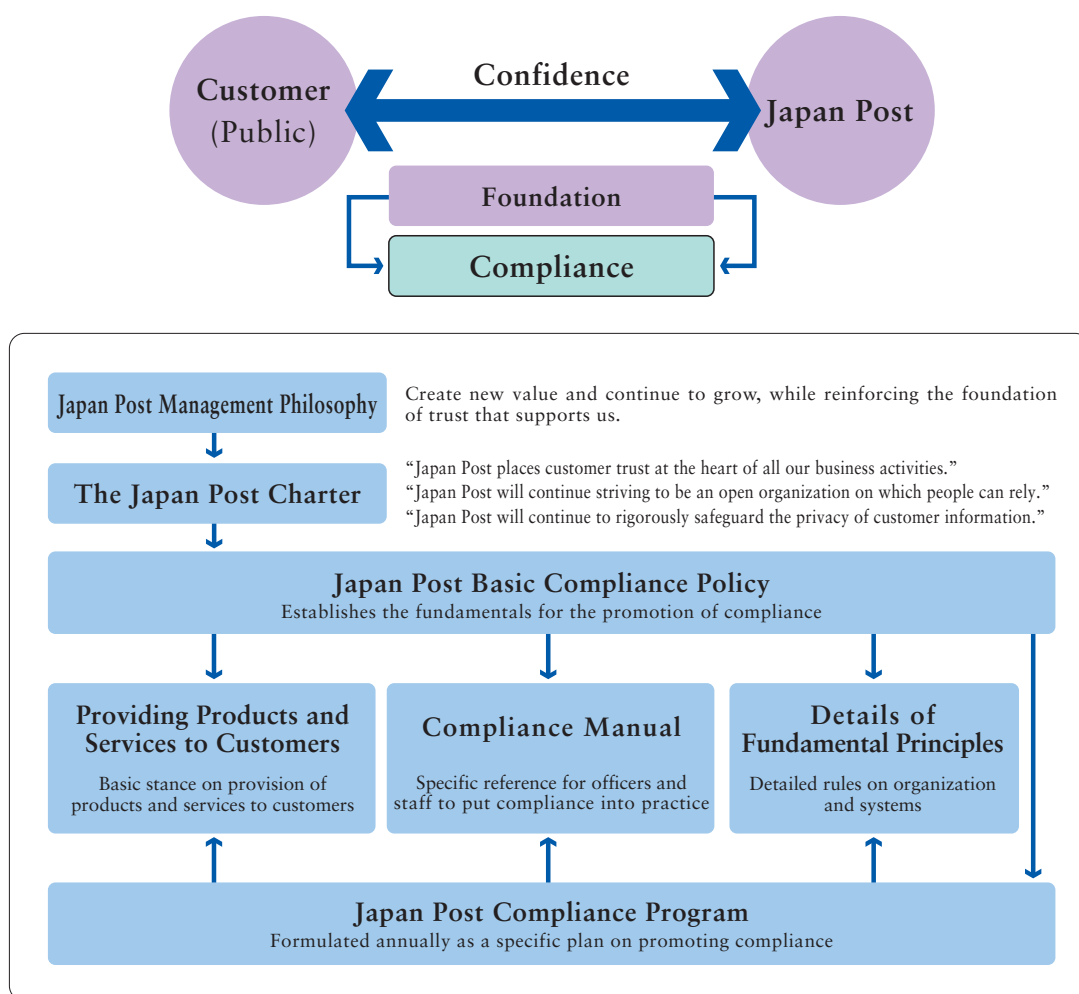 Customer
(Public)
Confidence
Japan Post
Foundation
Compliance
Japan Post Management Philosophy
Create new value and continue to grow, while reinforcing the foundation
of trust that supports us.
The Japan Post Charter
“Japan Post places customer trust at the heart of all our business activities.”
“Japan Post will continue striving to be an open organization on which people can rely.”
“Japan Post will continue to rigorously safeguard the privacy of customer information.”
Japan Post Basic Compliance Policy
Establishes the fundamentals for the promotion of compliance
Providing Products and
Services to Customers
Basic stance on provision of
products and services to customers
Compliance Manual
Specific reference for officers and
staff to put compliance into practice
Details of
Fundamental Principles
Detailed rules on organization
and systems
Japan Post Compliance Program
Formulated annually as a specific plan on promoting compliance